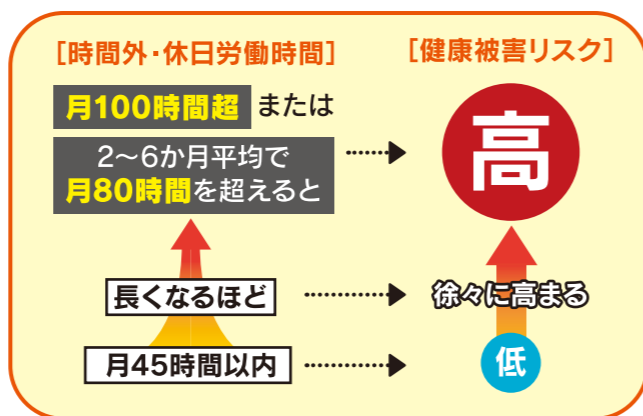 [時間外・休日労働時間]
[健康被害リスク]
月100時間超 または
2〜6か月平均で
月80時間を超えると
高
長くなるほど
徐々に高まる
月45時間以内
低